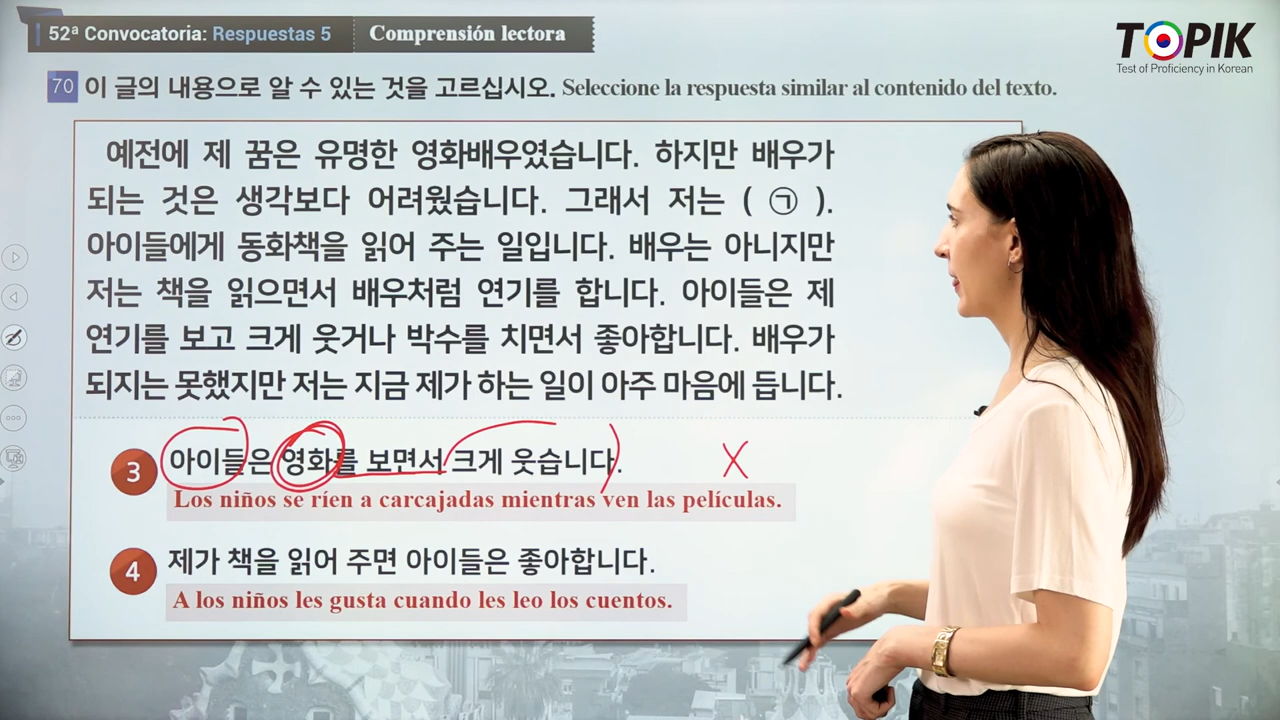 52ª Convocatoria: Respuestas 5 Comprensión lectora
TOPIK
Test of Proficiency in Korean
70 이 글의 내용으로 알 수 있는 것을 고르십시오. Seleccione la respuesta similar al contenido del texto.
예전에 제 꿈은 유명한 영화배우였습니다. 하지만 배우가
되는 것은 생각보다 어려웠습니다. 그래서 저는 ( ㉠ ).
아이들에게 동화책을 읽어 주는 일입니다. 배우는 아니지만
저는 책을 읽으면서 배우처럼 연기를 합니다. 아이들은 제
연기를 보고 크게 웃거나 박수를 치면서 좋아합니다. 배우가
되지는 못했지만 저는 지금 제가 하는 일이 아주 마음에 듭니다.
3 아이들은 영화를 보면서 크게 웃습니다. X
Los niños se ríen a carcajadas mientras ven las películas.
4 제가 책을 읽어 주면 아이들은 좋아합니다.
A los niños les gusta cuando les leo los cuentos.